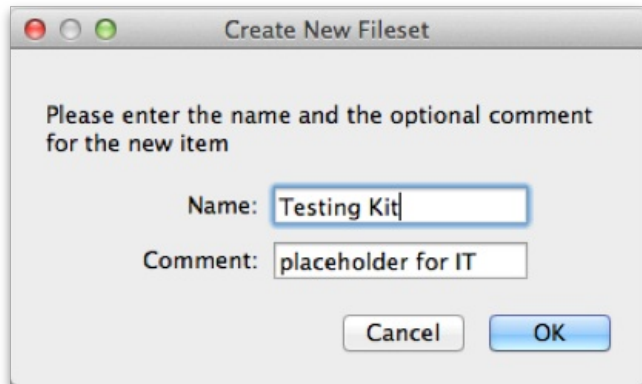 Create New Fileset
Please enter the name and the optional comment
for the new item
Name: Testing Kit
Comment: placeholder for IT
Cancel OK